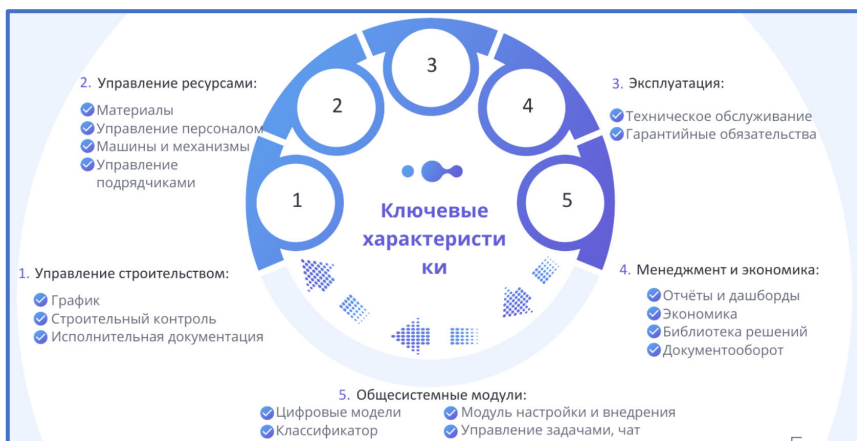 3
2
4
1
5
Ключевые
характеристи
ки
2. Управление ресурсами:
Материалы
Управление персоналом
Машины и механизмы
Управление
подрядчиками
3. Эксплуатация:
Техническое обслуживание
Гарантийные обязательства
1. Управление строительством:
График
Строительный контроль
Исполнительная документация
4. Менеджмент и экономика:
Отчёты и дашборды
Экономика
Библиотека решений
Документооборот
5. Общесистемные модули:
Цифровые модели
Модуль настройки и внедрения
Классификатор
Управление задачами, чат